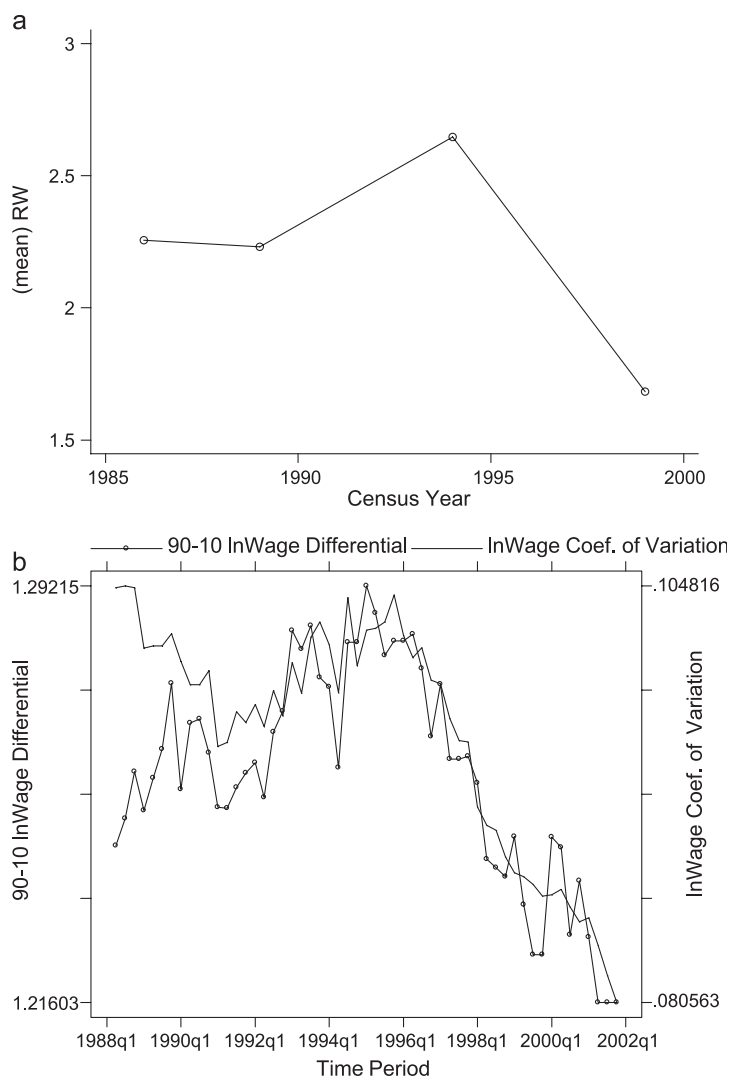 a
3
2.5
2
1.5
(mean) RW
1985 1990 1995 2000
Census Year
b
90-10 lnWage Differential lnWage Coef. of Variation
1.29215
1.21603
90-10 lnWage Differential
.104816
.080563
lnWage Coef. of Variation
1988q1 1990q1 1992q1 1994q1 1996q1 1998q1 2000q1 2002q1
Time Period